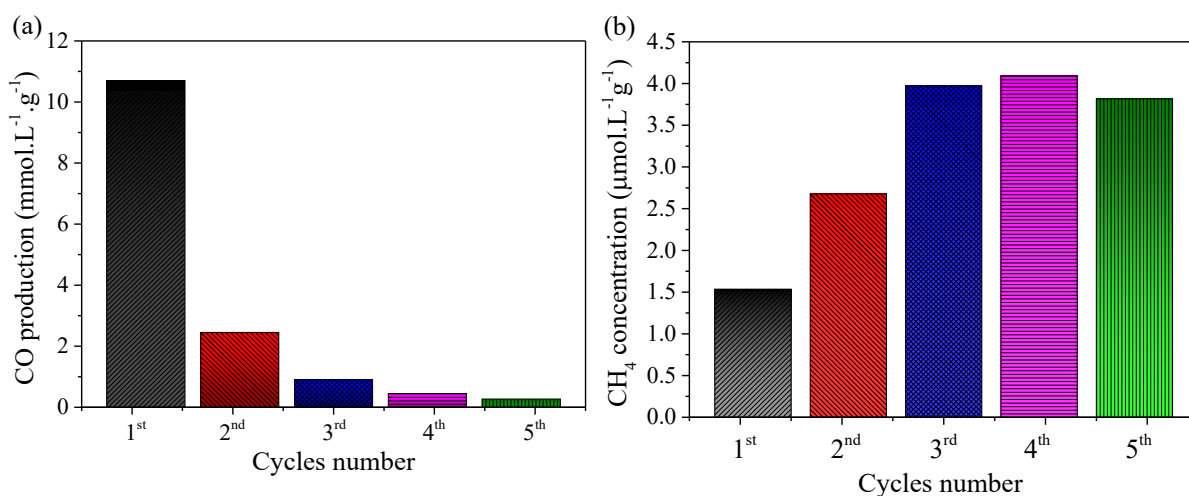 (a)
CO production (mmol.L⁻¹.g⁻¹)
12
10
8
6
4
2
0
1ˢᵗ 2ⁿᵈ 3ʳᵈ 4ᵗʰ 5ᵗʰ
Cycles number
(b)
CH₄ concentration (μmol.L⁻¹g⁻¹)
4.5
4.0
3.5
3.0
2.5
2.0
1.5
1.0
0.5
0.0
1ˢᵗ 2ⁿᵈ 3ʳᵈ 4ᵗʰ 5ᵗʰ
Cycles number